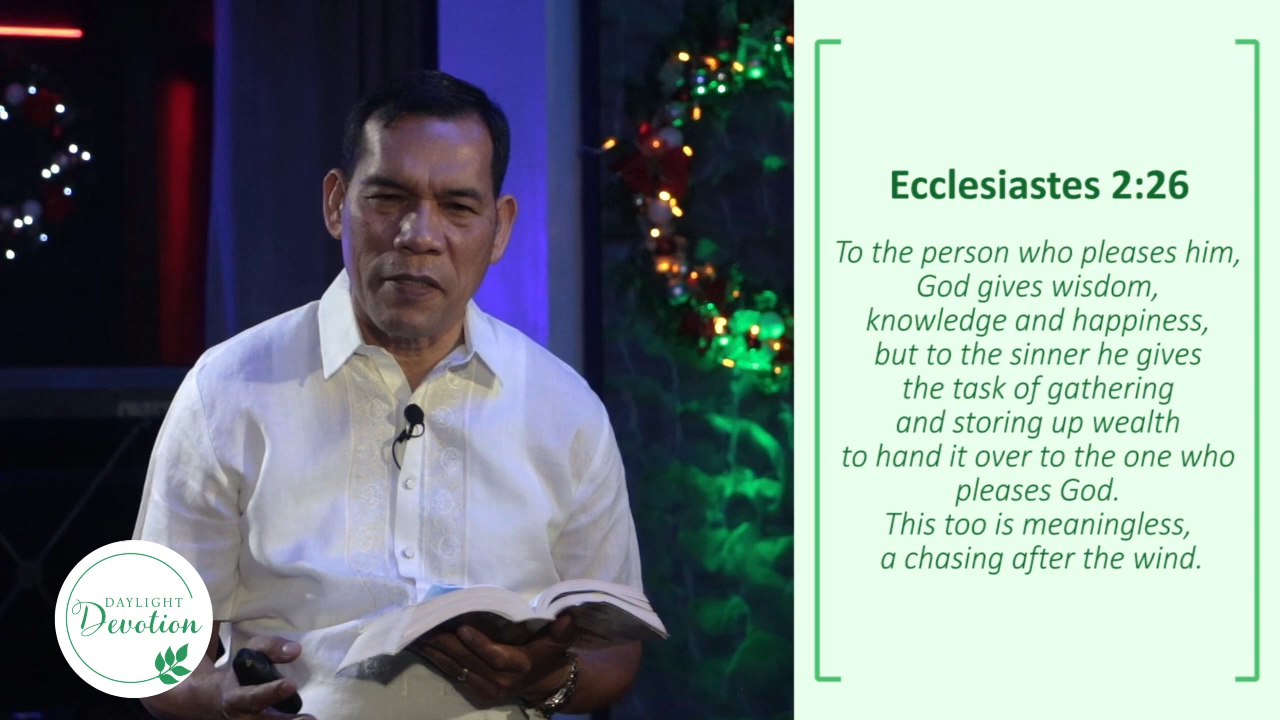 DAYLIGHT
Devotion
Ecclesiastes 2:26
To the person who pleases him,
God gives wisdom,
knowledge and happiness,
but to the sinner he gives
the task of gathering
and storing up wealth
to hand it over to the one who
pleases God.
This too is meaningless,
a chasing after the wind.